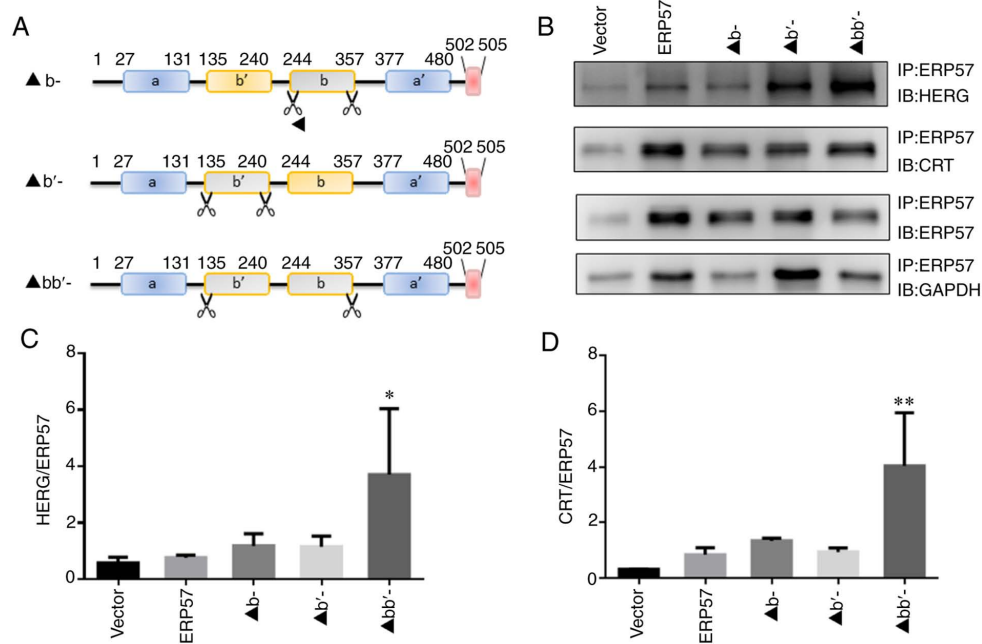 A
502 505
1 27 131 135 240 244 357 377 480
▲b-
a b′ b a′
502 505
1 27 131 135 240 244 357 377 480
▲b′-
a b′ b a′
502 505
1 27 131 135 240 244 357 377 480
▲bb′-
a b′ b a′
B
Vector ERP57 ▲b- ▲b′- ▲bb′-
IP:ERP57
IB:HERG
IP:ERP57
IB:CRT
IP:ERP57
IB:ERP57
IP:ERP57
IB:GAPDH
C
HERG/ERP57
8
6
4
2
0
*
Vector ERP57 ▲b- ▲b′- ▲bb′-
D
CRT/ERP57
8
6
4
2
0
**
Vector ERP57 ▲b- ▲b′- ▲bb′-